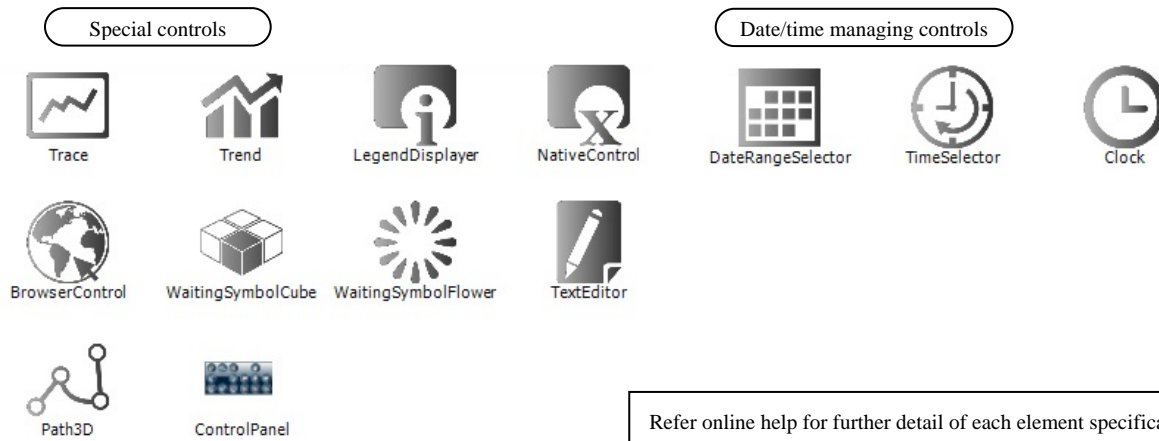 Special controls
Date/time managing controls
Trace
Trend
LegendDisplayer
NativeControl
DateRangeSelector
TimeSelector
Clock
BrowserControl
WaitingSymbolCube
WaitingSymbolFlower
TextEditor
Path3D
ControlPanel
Refer online help for further detail of each element